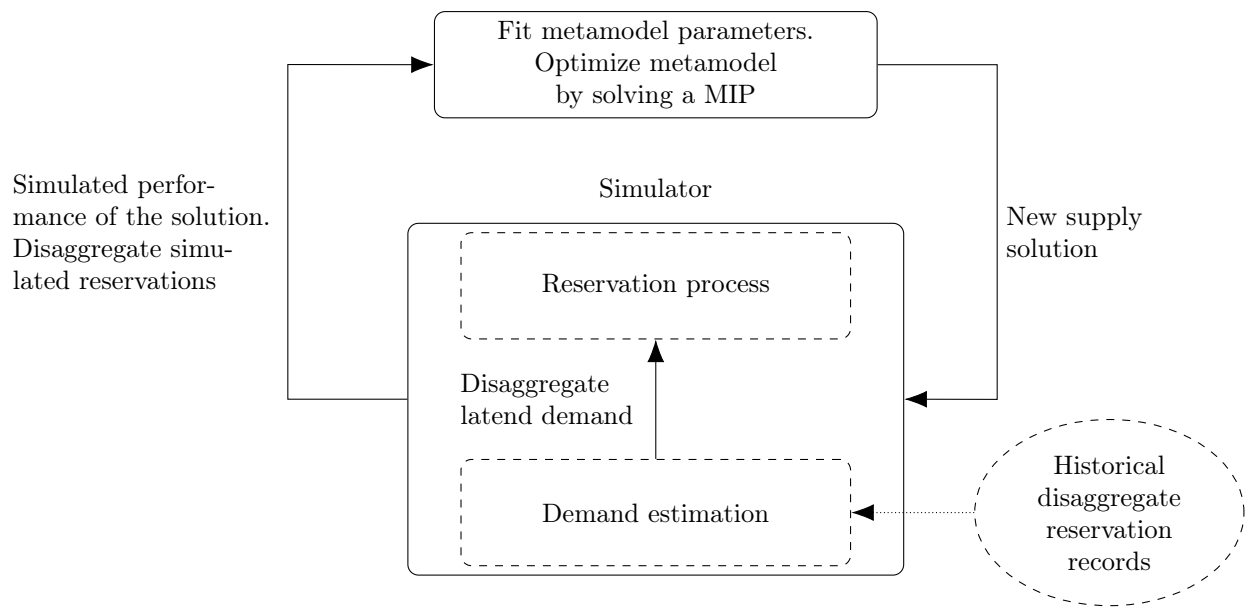 Fit metamodel parameters.
Optimize metamodel
by solving a MIP
Simulated perfor-
mance of the solution.
Disaggregate simu-
lated reservations
Simulator
New supply
solution
Reservation process
Disaggregate
latend demand
Demand estimation
Historical
disaggregate
reservation
records